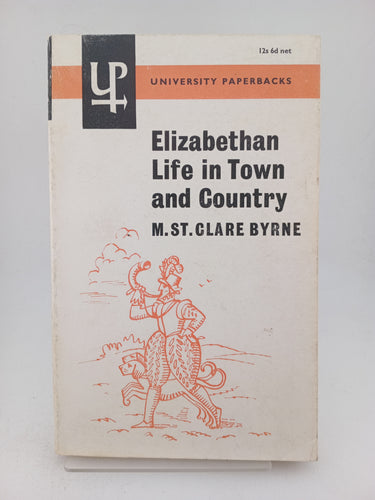 12s 6d net
UP
UNIVERSITY PAPERBACKS
Elizabethan
Life in Town
and Country
M. ST. CLARE BYRNE